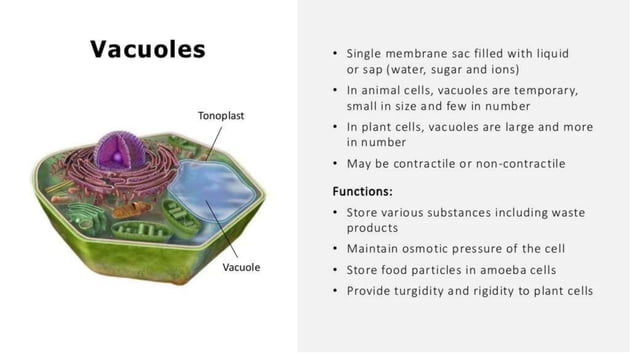 Vacuoles
Tonoplast
Vacuole
• Single membrane sac filled with liquid
or sap (water, sugar and ions)
• In animal cells, vacuoles are temporary,
small in size and few in number
• In plant cells, vacuoles are large and more
in number
• May be contractile or non-contractile
Functions:
• Store various substances including waste
products
• Maintain osmotic pressure of the cell
• Store food particles in amoeba cells
• Provide turgidity and rigidity to plant cells